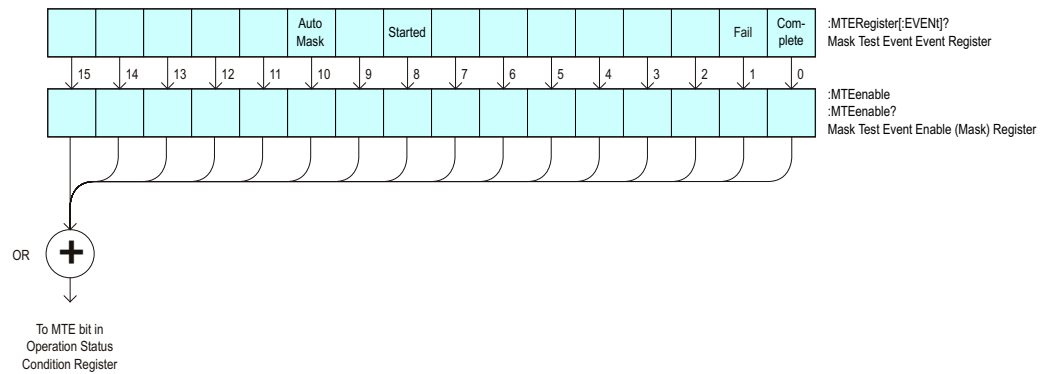 Auto
Mask
Started
Fail
Com-
plete
:MTERegister[:EVENt]?
Mask Test Event Event Register
15 14 13 12 11 10 9 8 7 6 5 4 3 2 1 0
:MTEenable
:MTEenable?
Mask Test Event Enable (Mask) Register
OR
+
To MTE bit in
Operation Status
Condition Register